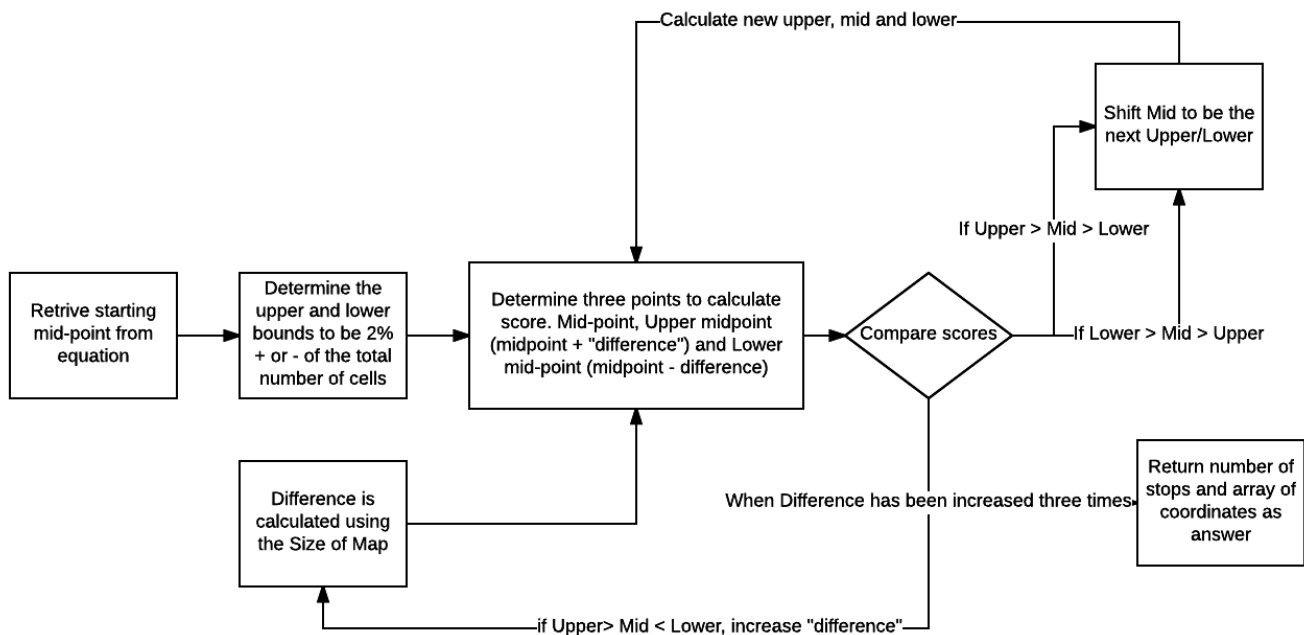 Calculate new upper, mid and lower
Shift Mid to be the
next Upper/Lower
If Upper > Mid > Lower
Retrive starting
mid-point from
equation
Determine the
upper and lower
bounds to be 2%
+ or - of the total
number of cells
Determine three points to calculate
score. Mid-point, Upper midpoint
(midpoint + "difference") and Lower
mid-point (midpoint - difference)
Compare scores
If Lower > Mid > Upper
Difference is
calculated using
the Size of Map
When Difference has been increased three times
Return number of
stops and array of
coordinates as
answer
if Upper> Mid < Lower, increase "difference"